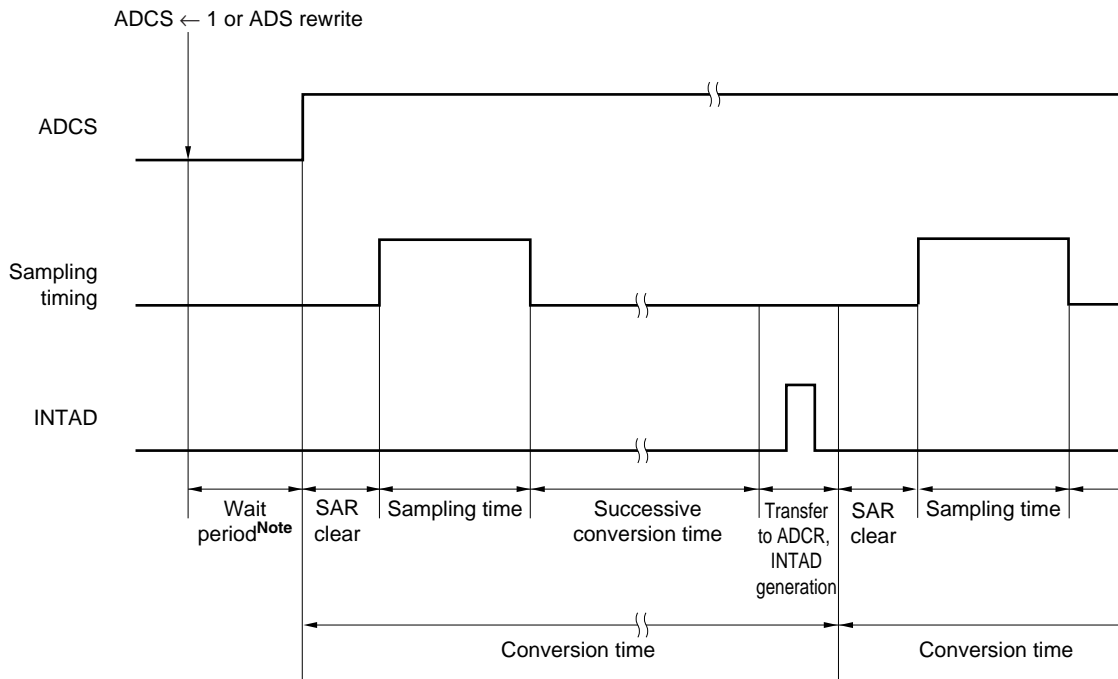 ADCS ← 1 or ADS rewrite
ADCS
Sampling
timing
INTAD
Wait
periodNote
SAR
clear
Sampling time
Successive
conversion time
Transfer
to ADCR,
INTAD
generation
SAR
clear
Sampling time
Conversion time
Conversion time